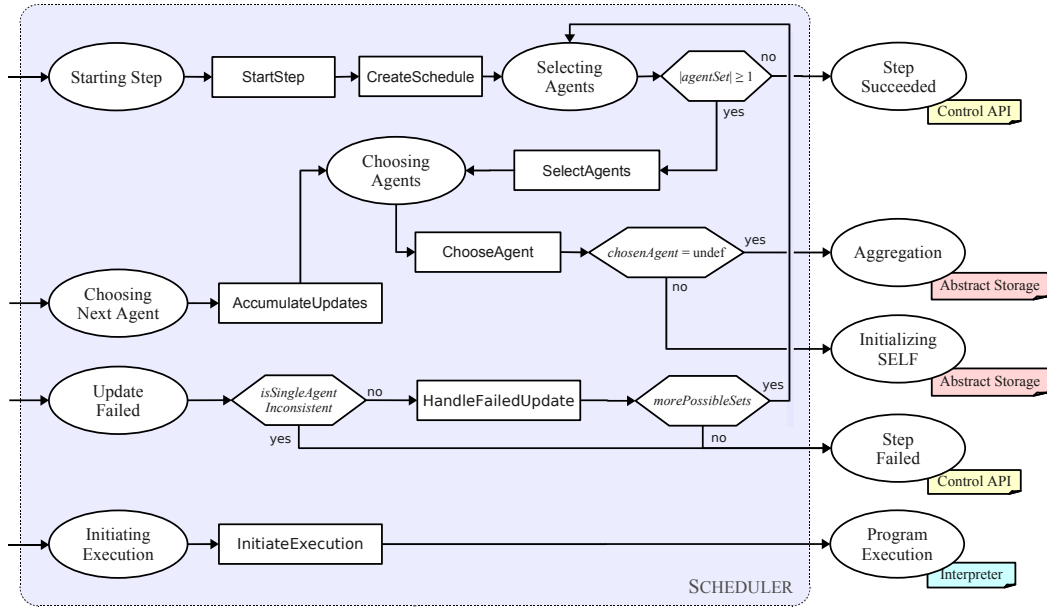 Starting Step
StartStep
CreateSchedule
Selecting
Agents
|agentSet| ≥ 1
no
yes
Step
Succeeded
Control API
Choosing
Agents
SelectAgents
ChooseAgent
chosenAgent = undef
yes
no
Aggregation
Abstract Storage
Choosing
Next Agent
AccumulateUpdates
Initializing
SELF
Abstract Storage
Update
Failed
isSingleAgent
Inconsistent
no
yes
HandleFailedUpdate
morePossibleSets
yes
no
Step
Failed
Control API
Initiating
Execution
InitiateExecution
Program
Execution
Interpreter
SCHEDULER